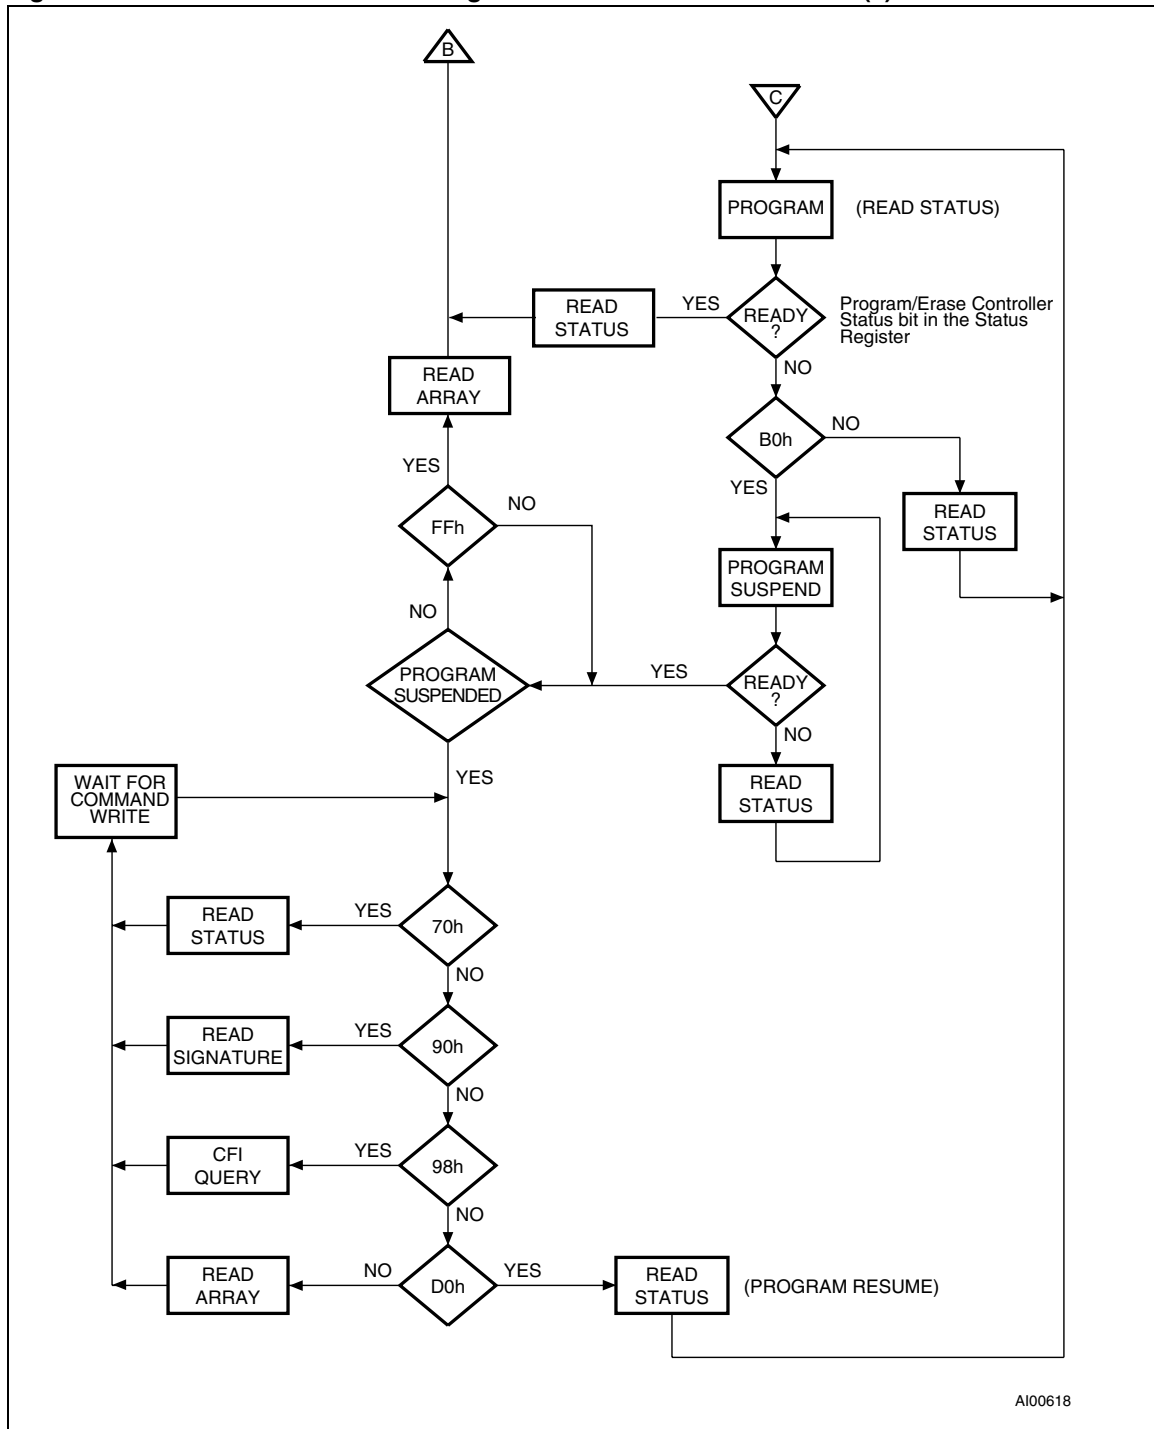 B
C
PROGRAM
(READ STATUS)
READ
STATUS
YES
READY
?
Program/Erase Controller
Status bit in the Status
Register
NO
READ
ARRAY
B0h
NO
YES
YES
FFh
NO
READ
STATUS
PROGRAM
SUSPEND
NO
PROGRAM
SUSPENDED
YES
READY
?
NO
WAIT FOR
COMMAND
WRITE
YES
READ
STATUS
READ
STATUS
YES
70h
NO
READ
SIGNATURE
YES
90h
NO
CFI
QUERY
YES
98h
NO
READ
ARRAY
NO
D0h
YES
READ
STATUS
(PROGRAM RESUME)
AI00618